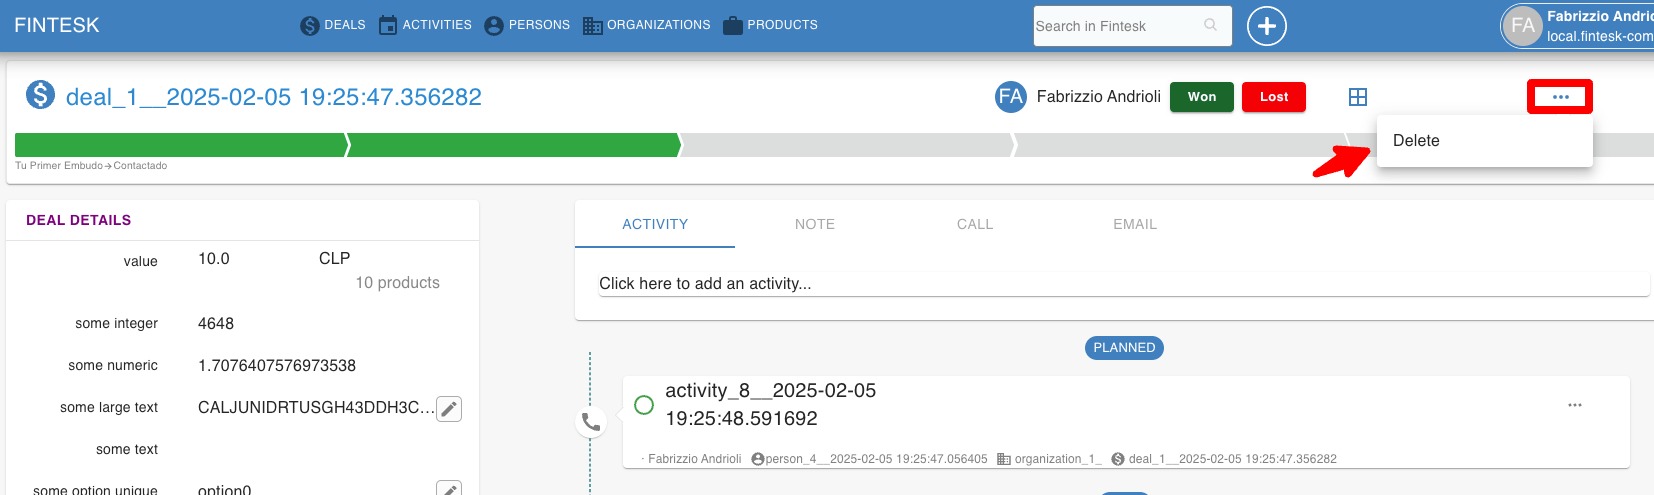 FINTESK
DEALS
ACTIVITIES
PERSONS
ORGANIZATIONS
PRODUCTS
Search in Fintesk
FA
Fabrizzio Andrio
local.fintesk-com
deal_1__2025-02-05 19:25:47.356282
FA
Fabrizzio Andrioli
Won
Lost
Delete
Tu Primer Embudo→Contactado
DEAL DETAILS
value 10.0 CLP
10 products
some integer 4648
some numeric 1.7076407576973538
some large text CALJUNIDRTUSGH43DDH3C...
some text
some option unique option0
ACTIVITY
NOTE
CALL
EMAIL
Click here to add an activity...
PLANNED
activity_8__2025-02-05
19:25:48.591692
· Fabrizzio Andrioli person_4__2025-02-05 19:25:47.056405 organization_1_ deal_1__2025-02-05 19:25:47.356282